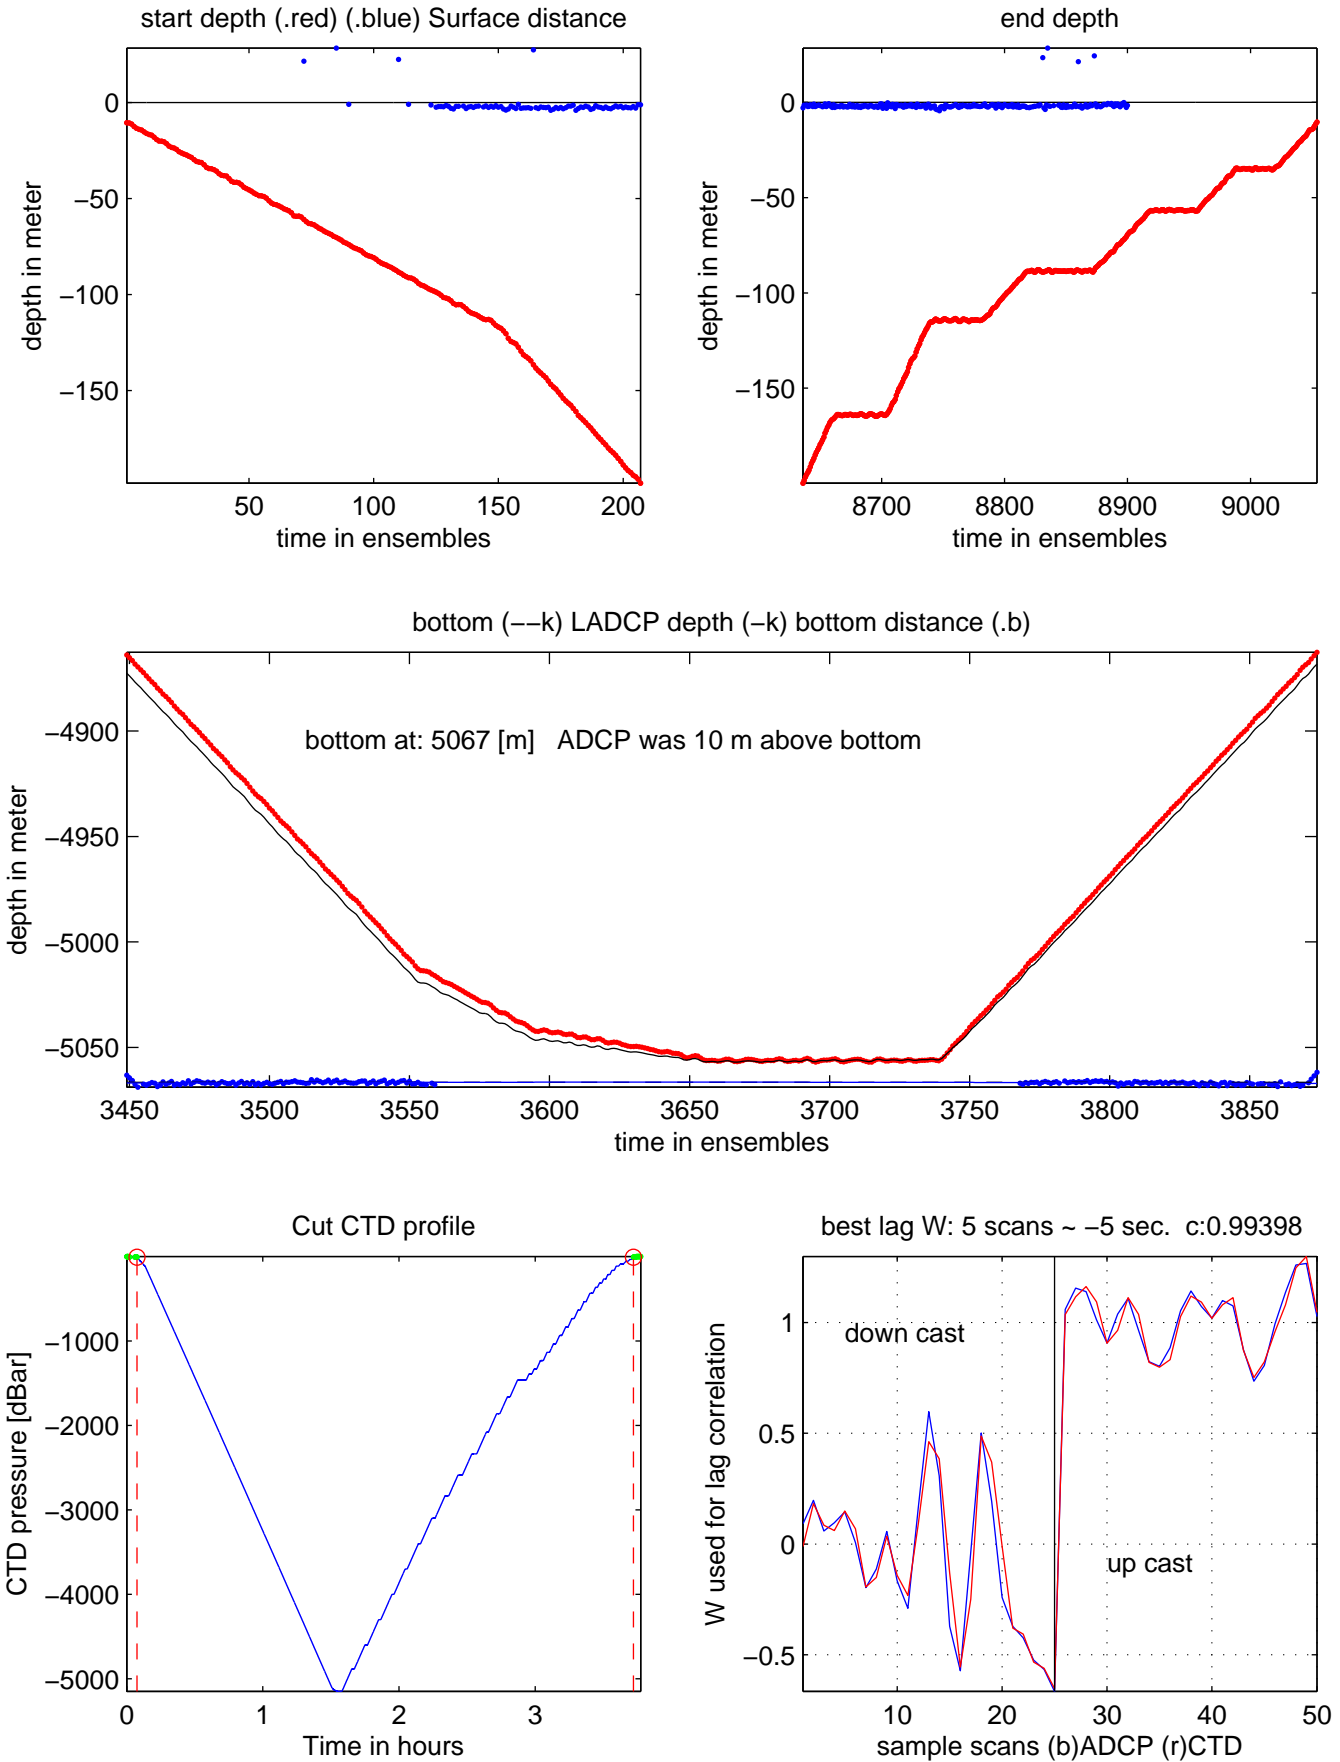 start depth (.red) (.blue) Surface distance
0
−50
−100
−150
depth in meter
50
100
150
200
time in ensembles
end depth
0
−50
−100
−150
depth in meter
8700
8800
8900
9000
time in ensembles
bottom (−−k) LADCP depth (−k) bottom distance (.b)
bottom at: 5067 [m]   ADCP was 10 m above bottom
−4900
−4950
−5000
−5050
depth in meter
3450
3500
3550
3600
3650
3700
3750
3800
3850
time in ensembles
Cut CTD profile
−1000
−2000
−3000
−4000
−5000
CTD pressure [dBar]
0
1
2
3
Time in hours
best lag W: 5 scans ~ −5 sec.  c:0.99398
down cast
up cast
1
0.5
0
−0.5
W used for lag correlation
10
20
30
40
50
sample scans (b)ADCP (r)CTD